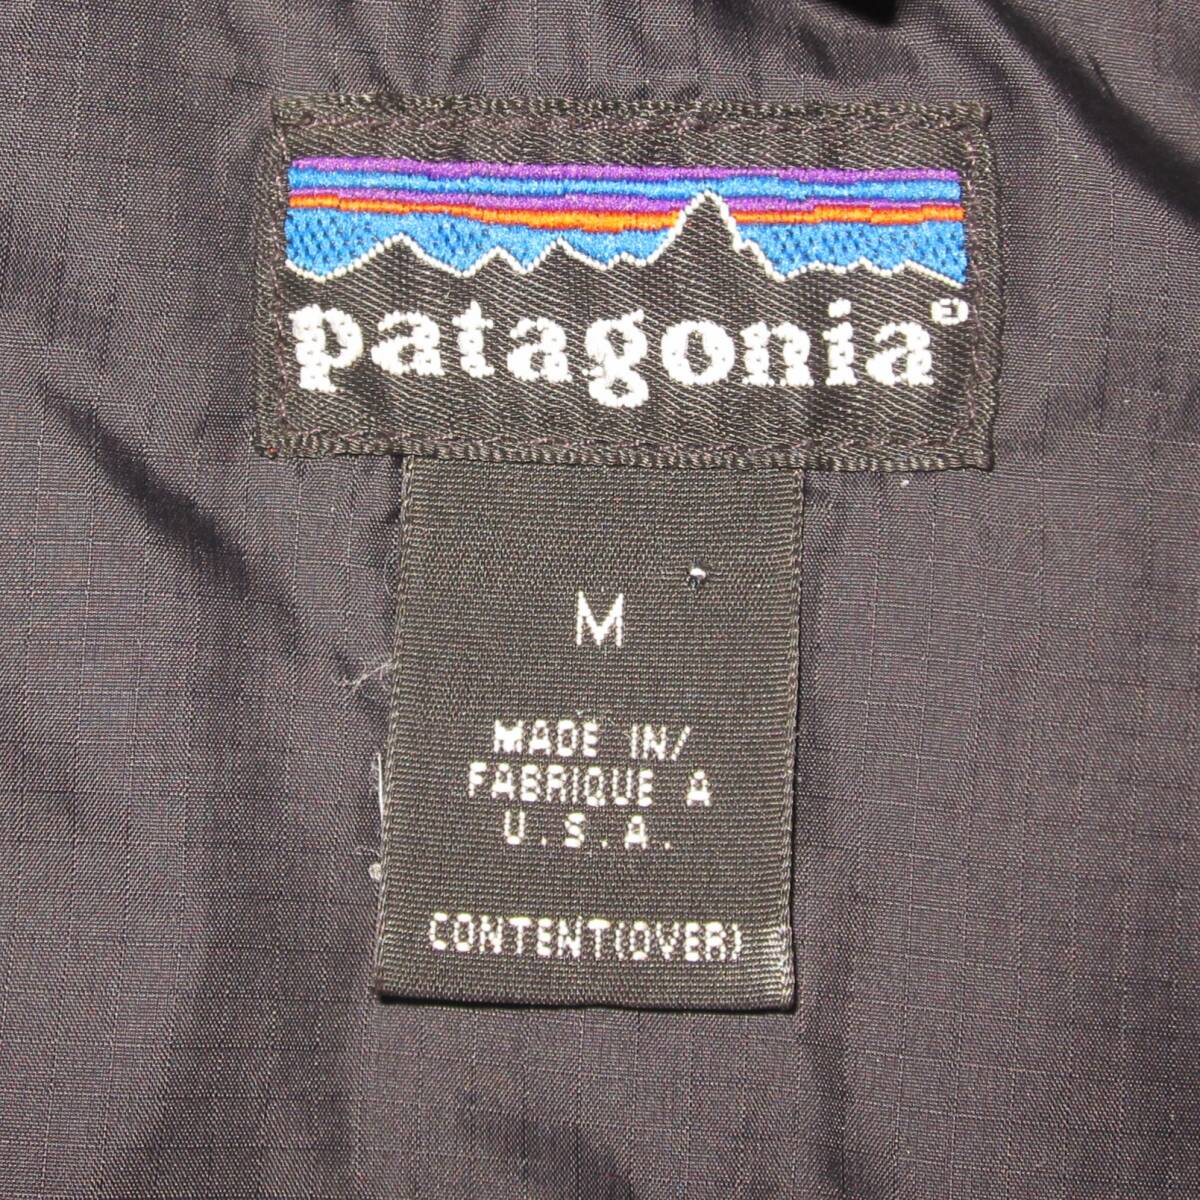 patagonia®
M
MADE IN/
FABRIQUE A
U.S.A.
CONTENT(OVER)